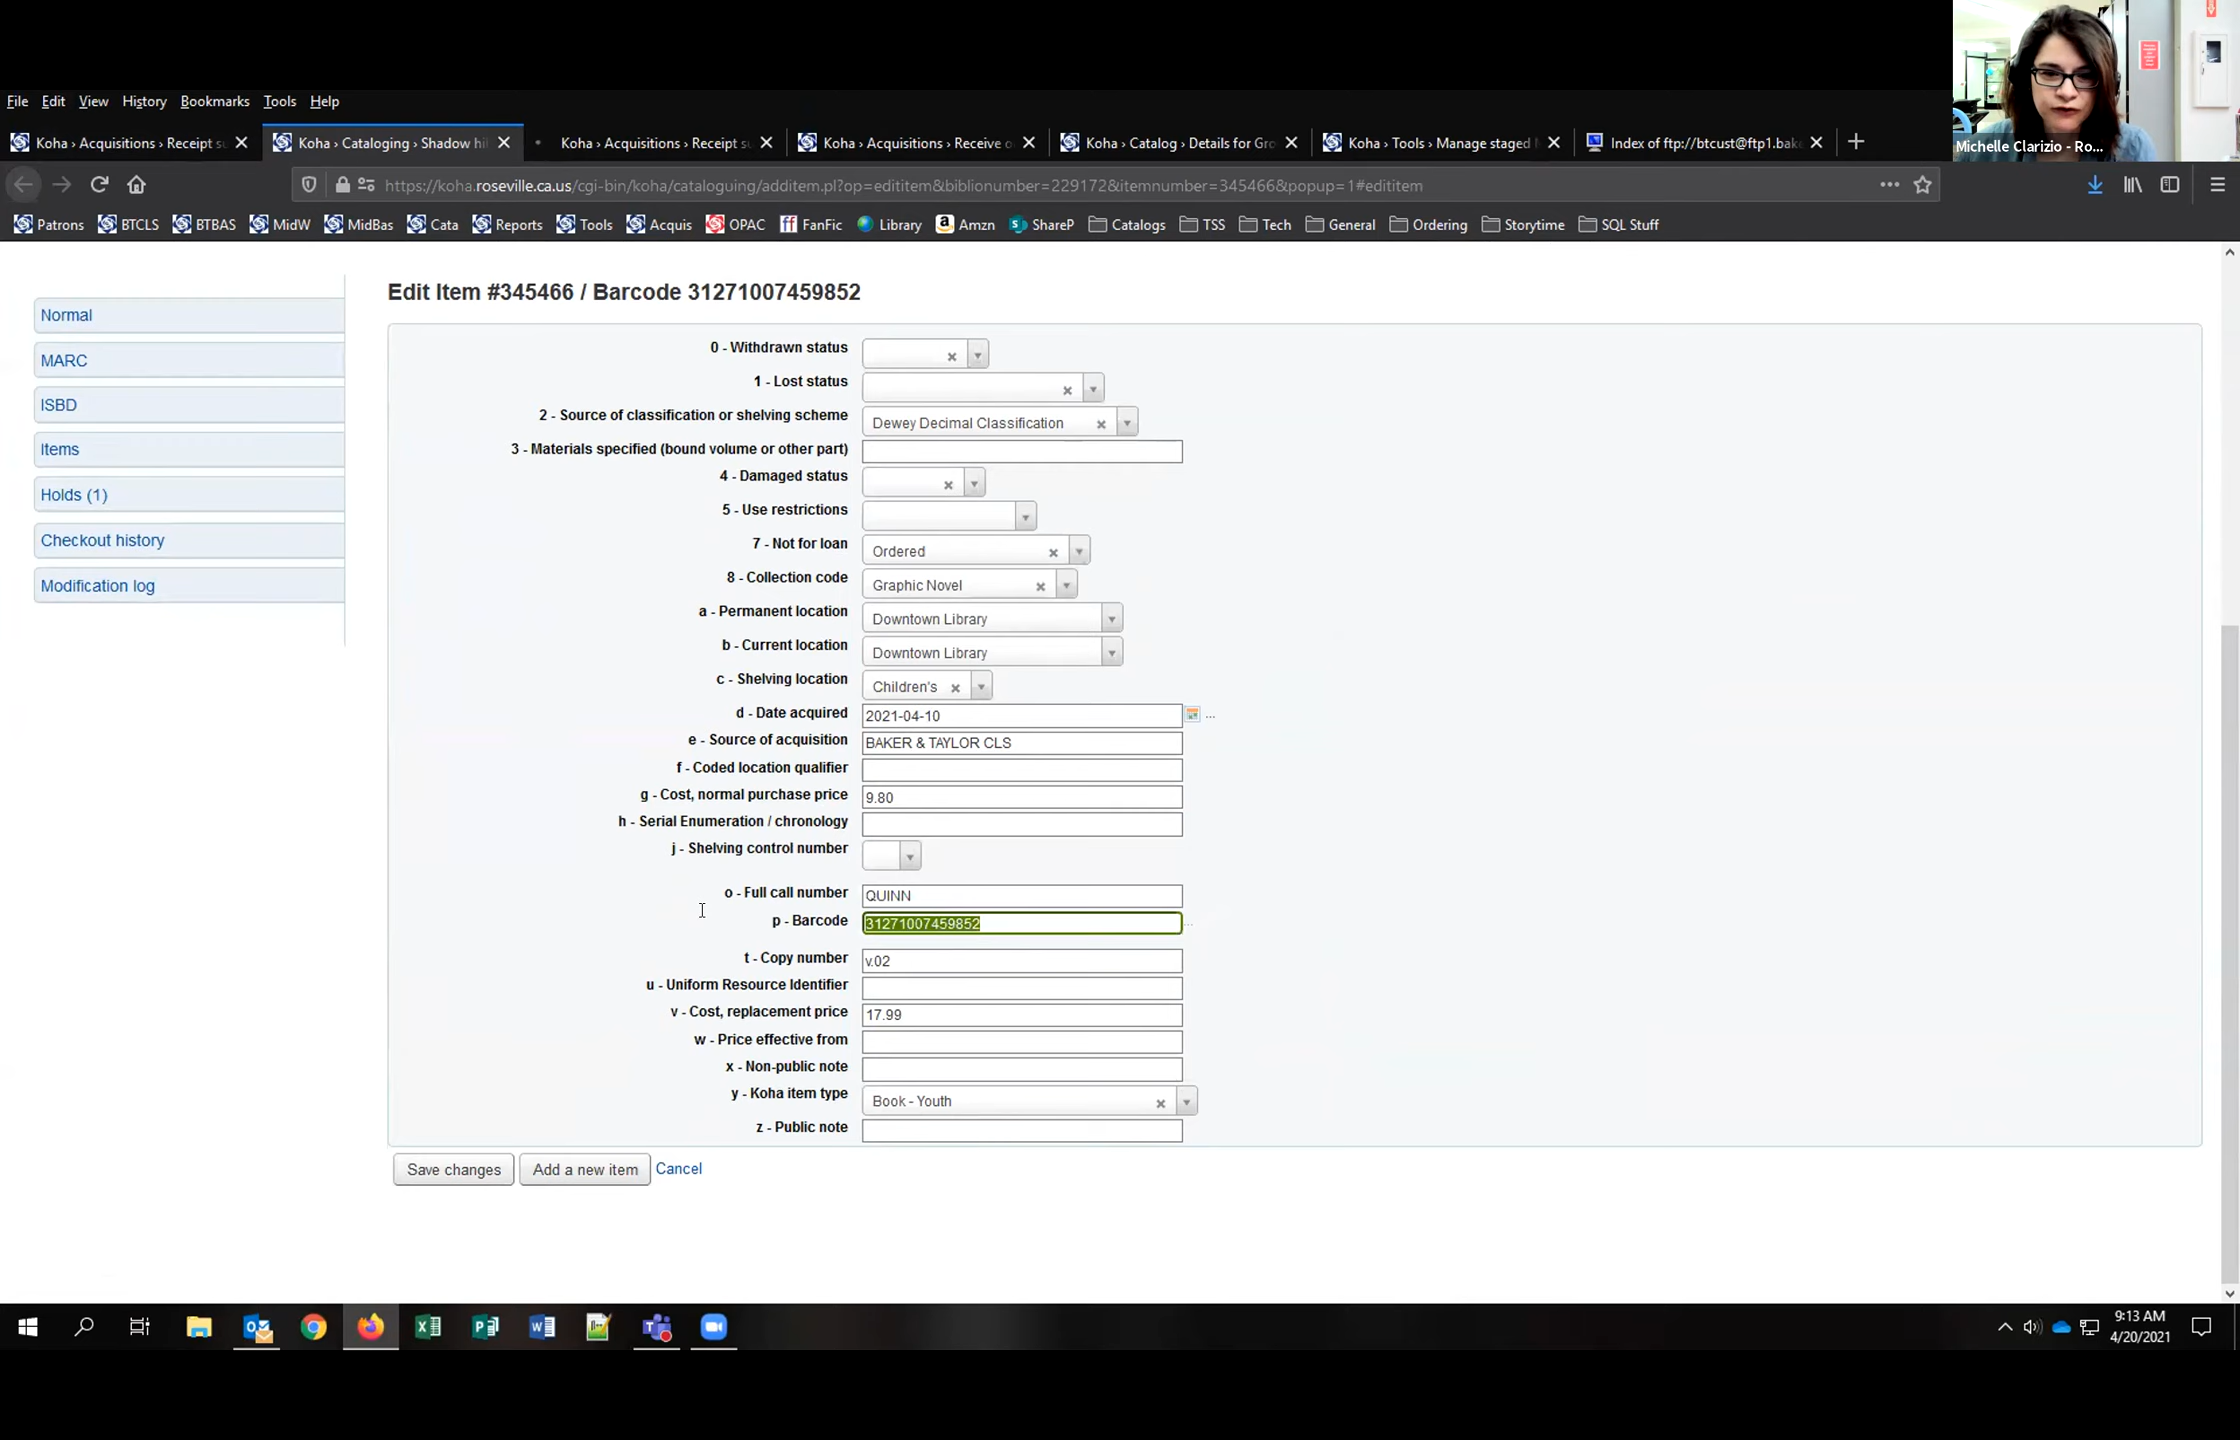 Michelle Clarizio - Ro...
File Edit View History Bookmarks Tools Help
Koha › Acquisitions › Receipt su Koha › Cataloging › Shadow hil Koha › Acquisitions › Receipt su Koha › Acquisitions › Receive o Koha › Catalog › Details for Gro Koha › Tools › Manage staged M Index of ftp://btcust@ftp1.bake
https://koha.roseville.ca.us/cgi-bin/koha/cataloguing/additem.pl?op=edititem&biblionumber=229172&itemnumber=345466&popup=1#edititem
Patrons BTCLS BTBAS MidW MidBas Cata Reports Tools Acquis OPAC ff FanFic Library Amzn ShareP Catalogs TSS Tech General Ordering Storytime SQL Stuff
Normal
MARC
ISBD
Items
Holds (1)
Checkout history
Modification log
Edit Item #345466 / Barcode 31271007459852
0 - Withdrawn status
1 - Lost status
2 - Source of classification or shelving scheme Dewey Decimal Classification
3 - Materials specified (bound volume or other part)
4 - Damaged status
5 - Use restrictions
7 - Not for loan Ordered
8 - Collection code Graphic Novel
a - Permanent location Downtown Library
b - Current location Downtown Library
c - Shelving location Children's
d - Date acquired 2021-04-10 ...
e - Source of acquisition BAKER & TAYLOR CLS
f - Coded location qualifier
g - Cost, normal purchase price 9.80
h - Serial Enumeration / chronology
j - Shelving control number
o - Full call number QUINN
p - Barcode 31271007459852 ...
t - Copy number v.02
u - Uniform Resource Identifier
v - Cost, replacement price 17.99
w - Price effective from
x - Non-public note
y - Koha item type Book - Youth
z - Public note
Save changes Add a new item Cancel
9:13 AM
4/20/2021